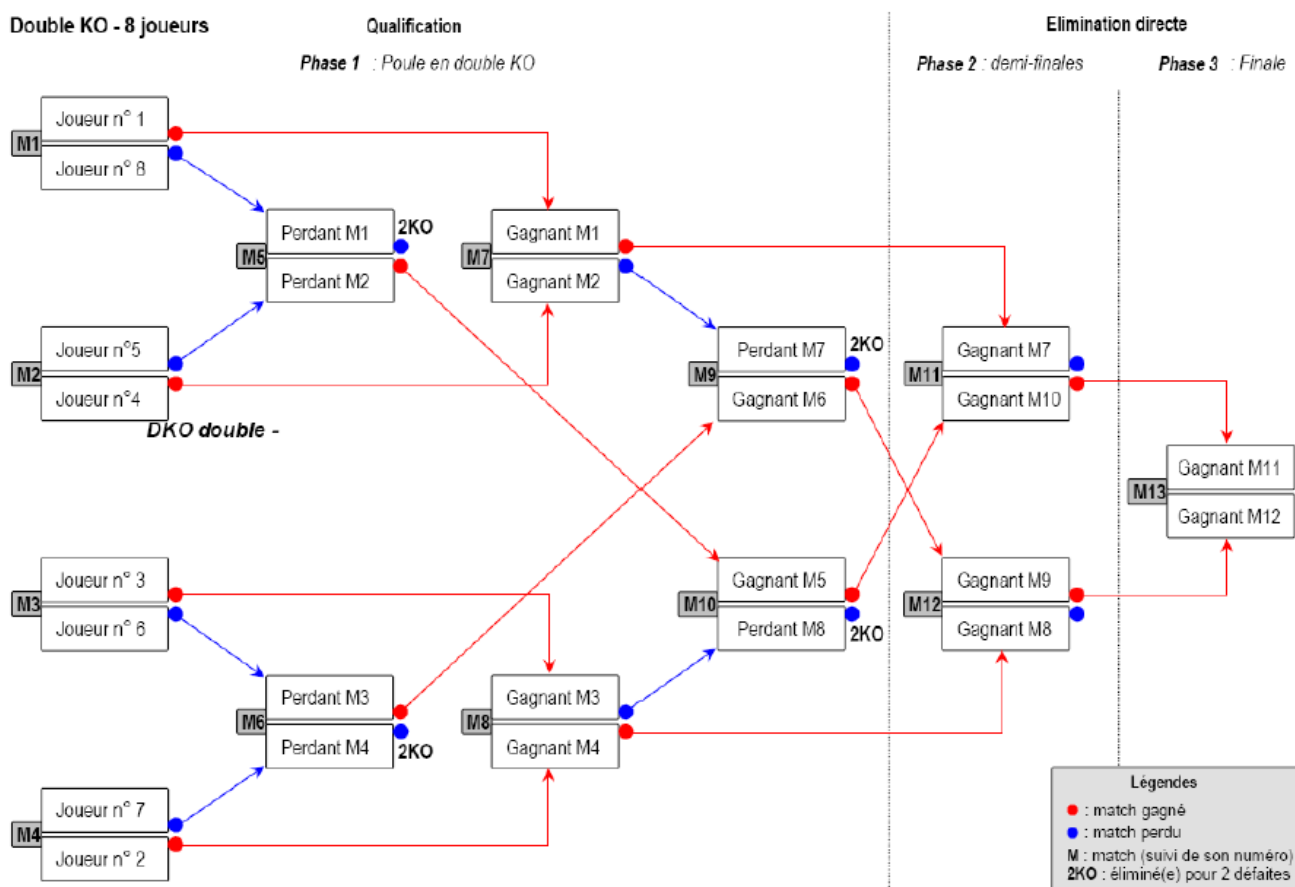 Double KO - 8 joueurs
Qualification
Elimination directe
Phase 1 : Poule en double KO
Phase 2 : demi-finales
Phase 3 : Finale
M1
Joueur n° 1
Joueur n° 8
M2
Joueur n°5
Joueur n°4
DKO double -
M3
Joueur n° 3
Joueur n° 6
M4
Joueur n° 7
Joueur n° 2
M5
Perdant M1
Perdant M2
2KO
M6
Perdant M3
Perdant M4
2KO
M7
Gagnant M1
Gagnant M2
M8
Gagnant M3
Gagnant M4
M9
Perdant M7
Gagnant M6
2KO
M10
Gagnant M5
Perdant M8
2KO
M11
Gagnant M7
Gagnant M10
M12
Gagnant M9
Gagnant M8
M13
Gagnant M11
Gagnant M12
Légendes
: match gagné
: match perdu
M : match (suivi de son numéro)
2KO : éliminé(e) pour 2 défaites